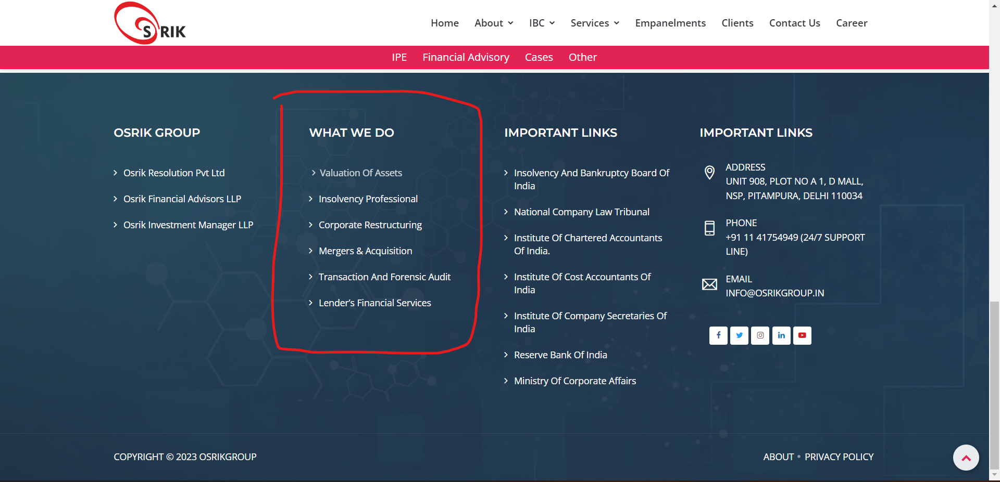 OSRIK
Home About IBC Services Empanelments Clients Contact Us Career
IPE Financial Advisory Cases Other
OSRIK GROUP
Osrik Resolution Pvt Ltd
Osrik Financial Advisors LLP
Osrik Investment Manager LLP
WHAT WE DO
Valuation Of Assets
Insolvency Professional
Corporate Restructuring
Mergers & Acquisition
Transaction And Forensic Audit
Lender’s Financial Services
IMPORTANT LINKS
Insolvency And Bankruptcy Board Of
India
National Company Law Tribunal
Institute Of Chartered Accountants
Of India.
Institute Of Cost Accountants Of
India
Institute Of Company Secretaries Of
India
Reserve Bank Of India
Ministry Of Corporate Affairs
IMPORTANT LINKS
ADDRESS
UNIT 908, PLOT NO A 1, D MALL,
NSP, PITAMPURA, DELHI 110034
PHONE
+91 11 41754949 (24/7 SUPPORT
LINE)
EMAIL
INFO@OSRIKGROUP.IN
COPYRIGHT © 2023 OSRIKGROUP
ABOUT • PRIVACY POLICY